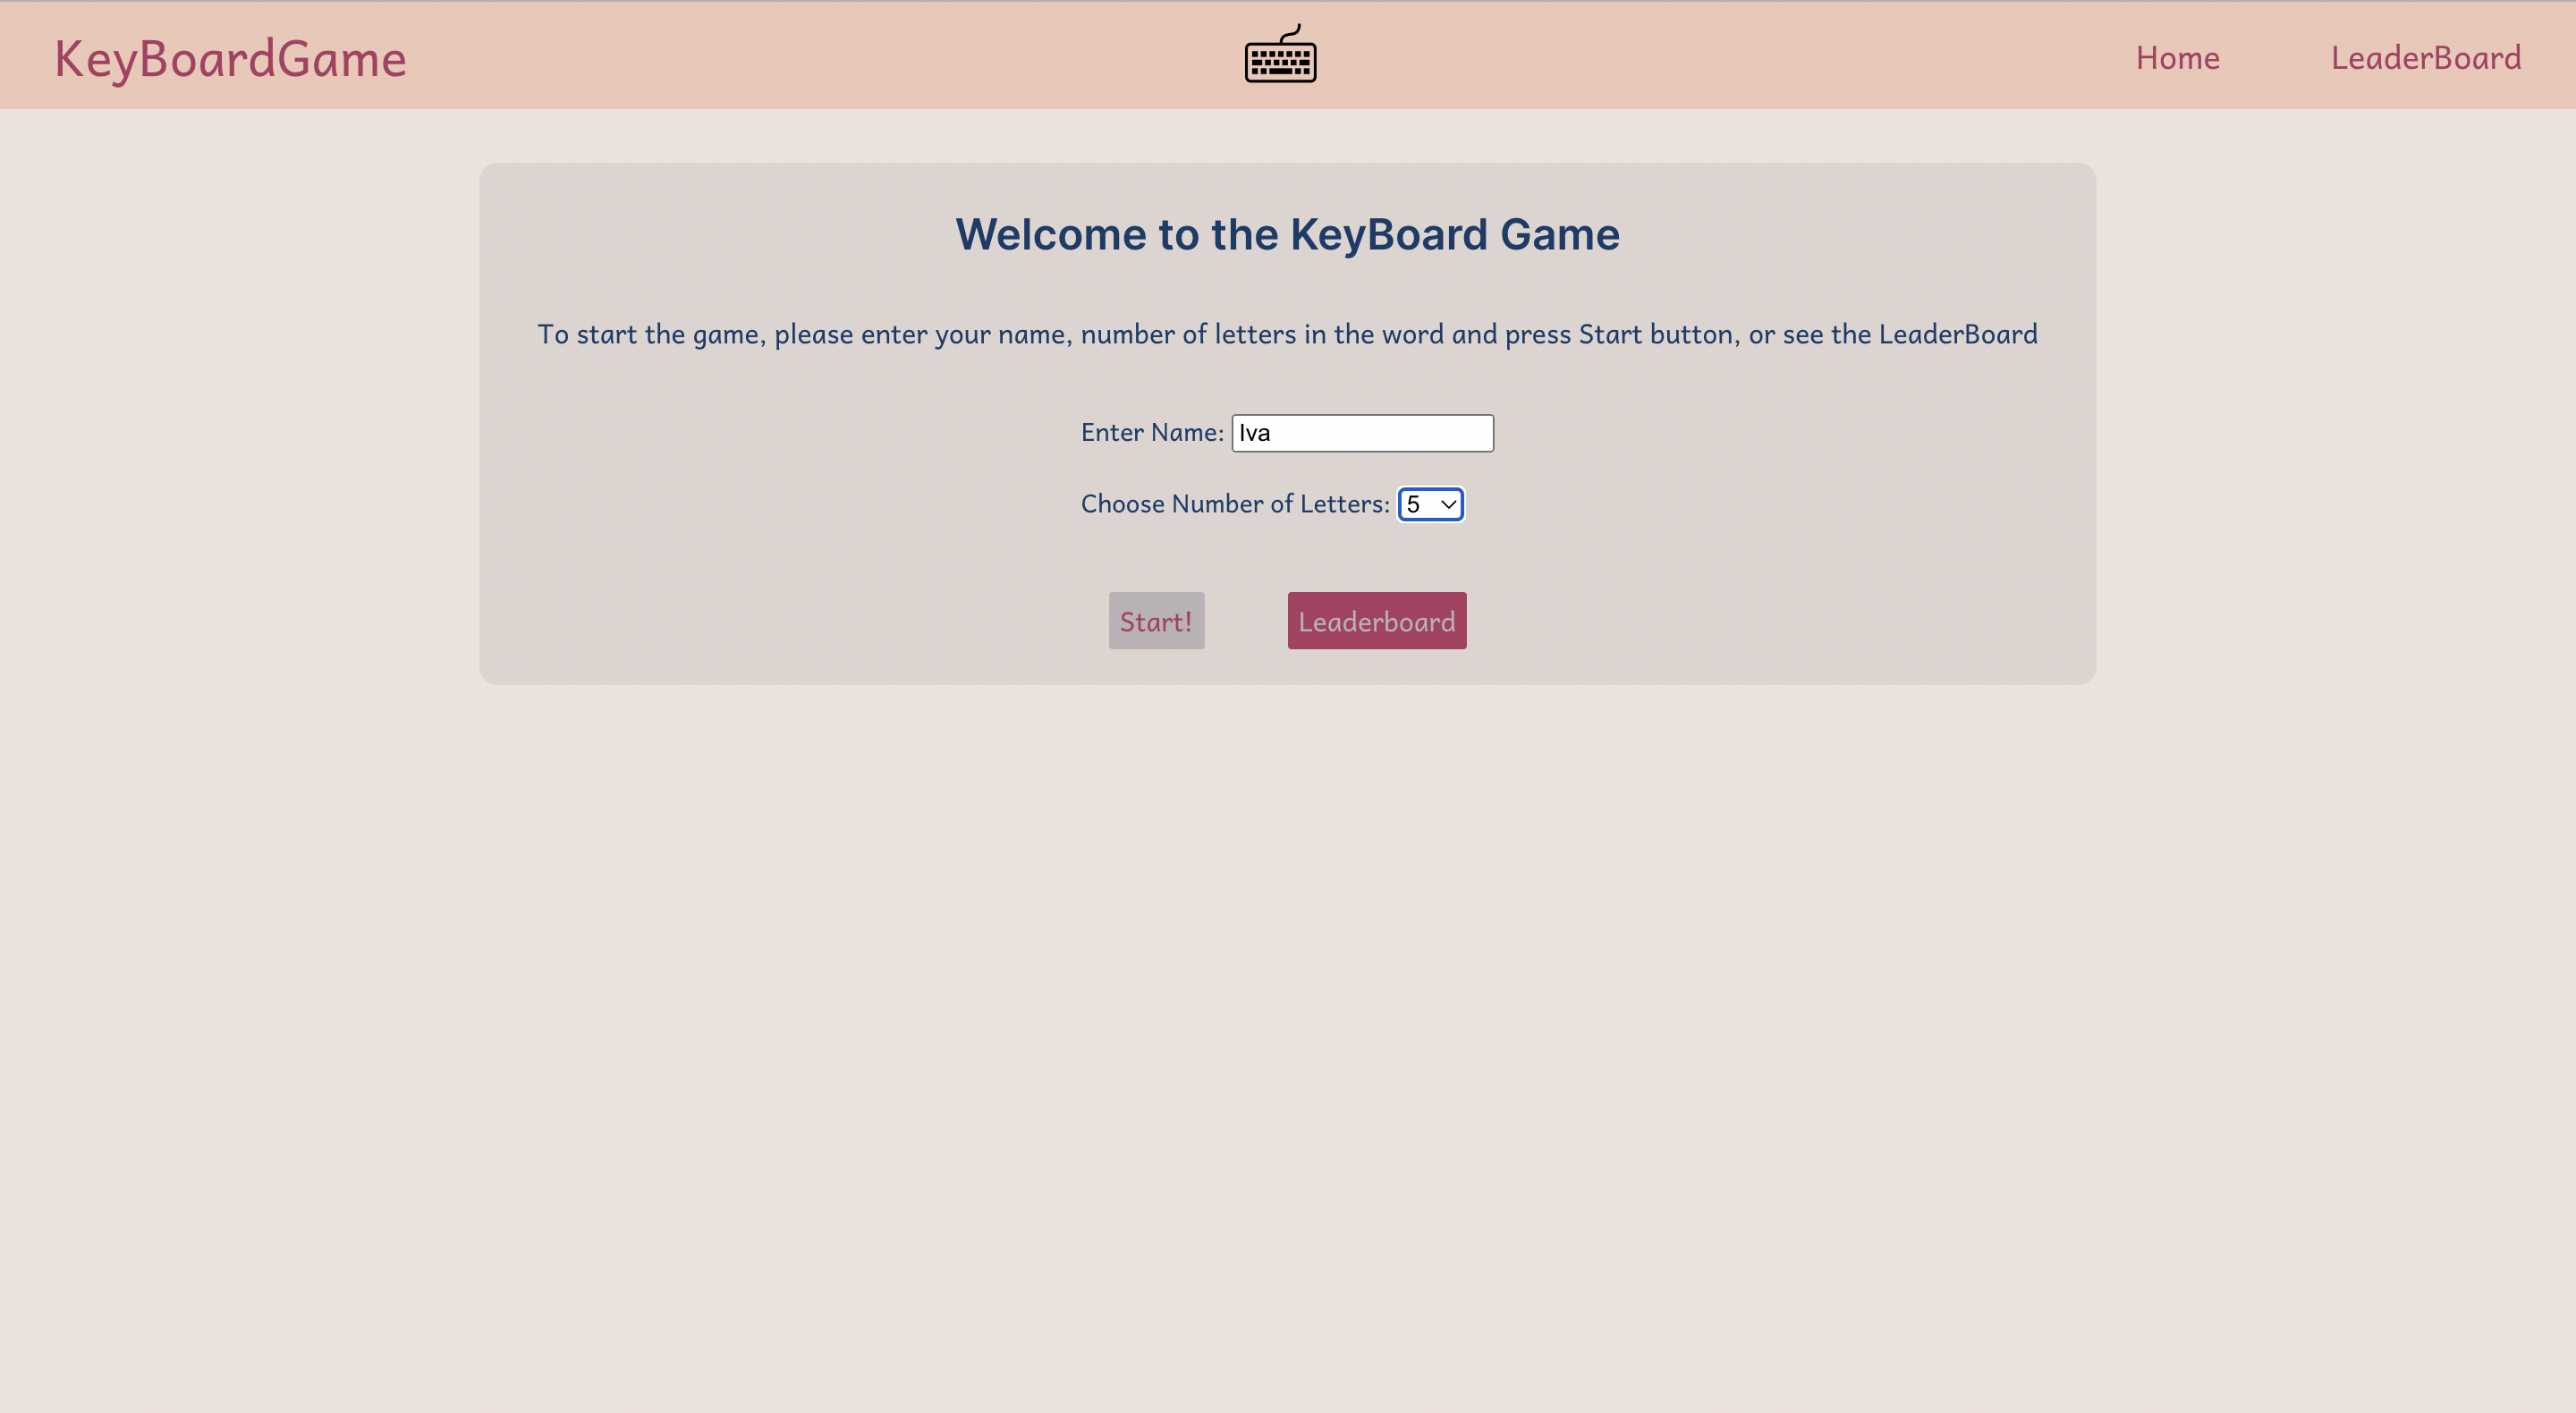 KeyBoardGame
Home
LeaderBoard
Welcome to the KeyBoard Game
To start the game, please enter your name, number of letters in the word and press Start button, or see the LeaderBoard
Enter Name: Iva
Choose Number of Letters: 5
Start!
Leaderboard